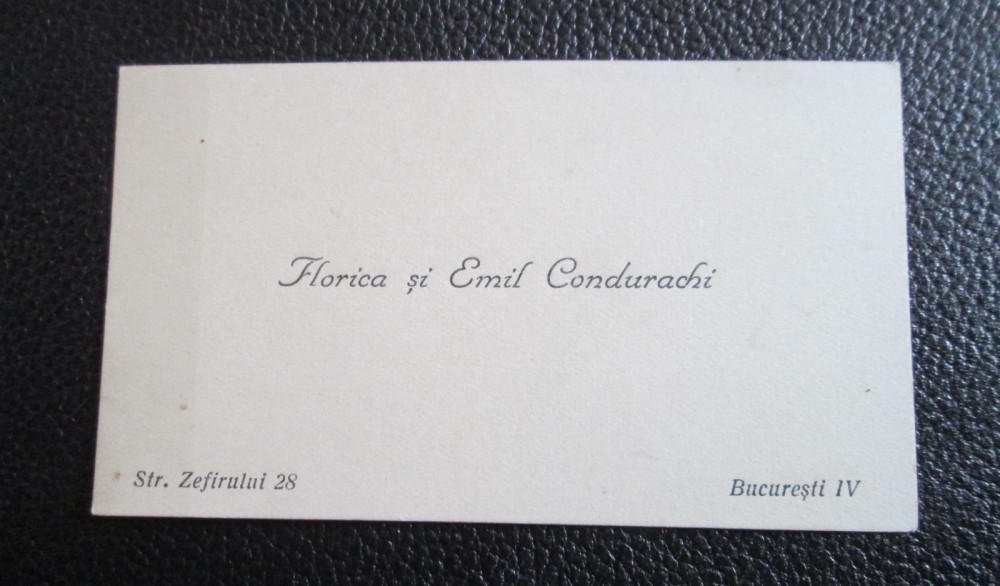 Florica și Emil Condurachi
Str. Zefirului 28
București IV